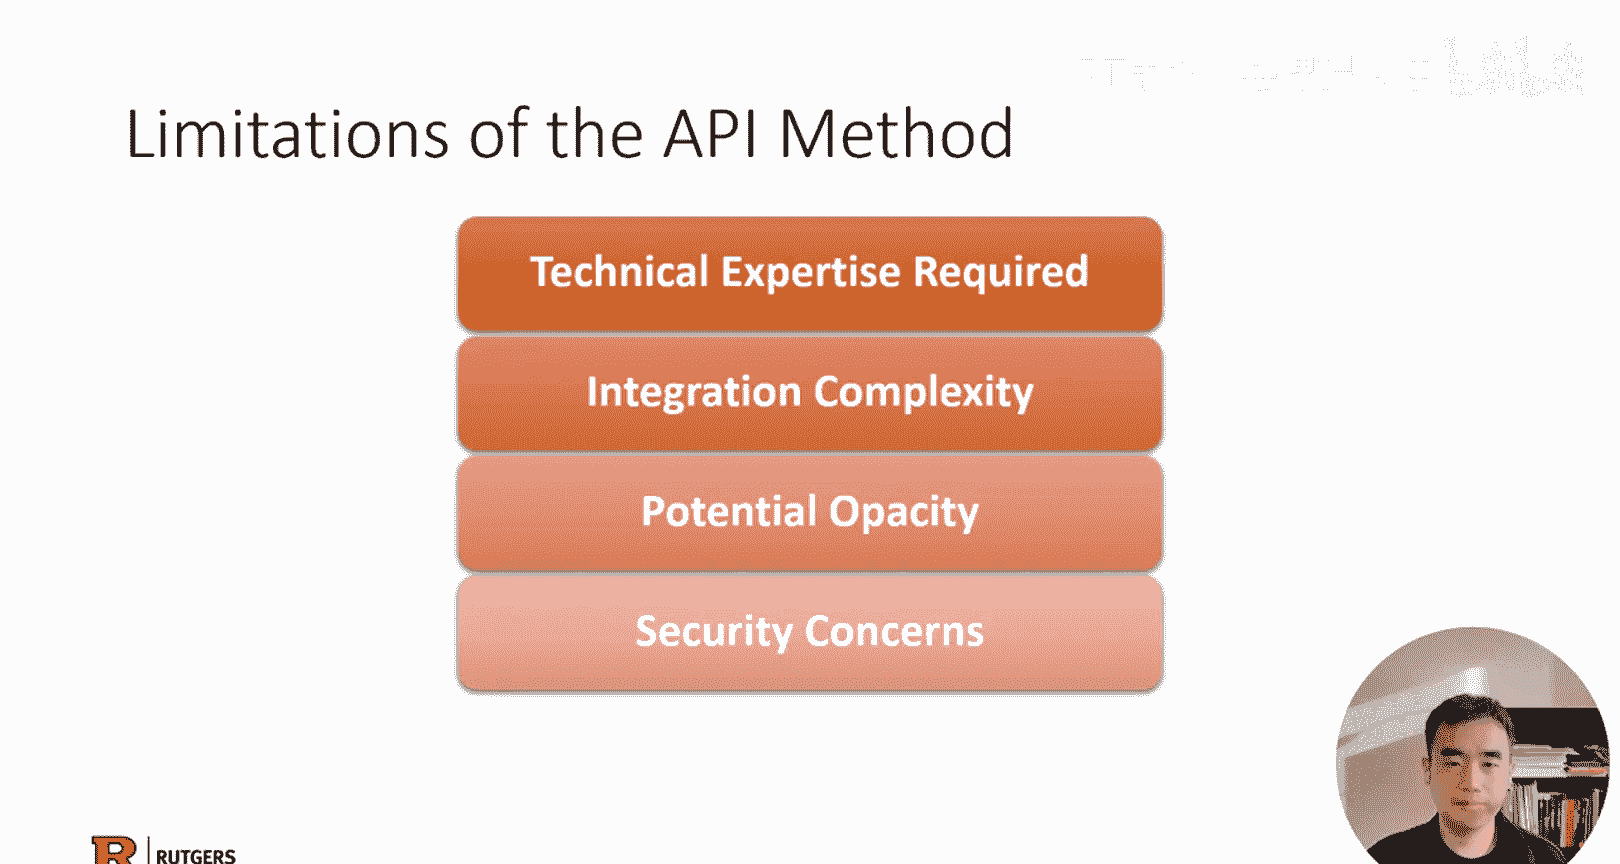 Limitations of the API Method
Technical Expertise Required
Integration Complexity
Potential Opacity
Security Concerns
R
RUTGERS